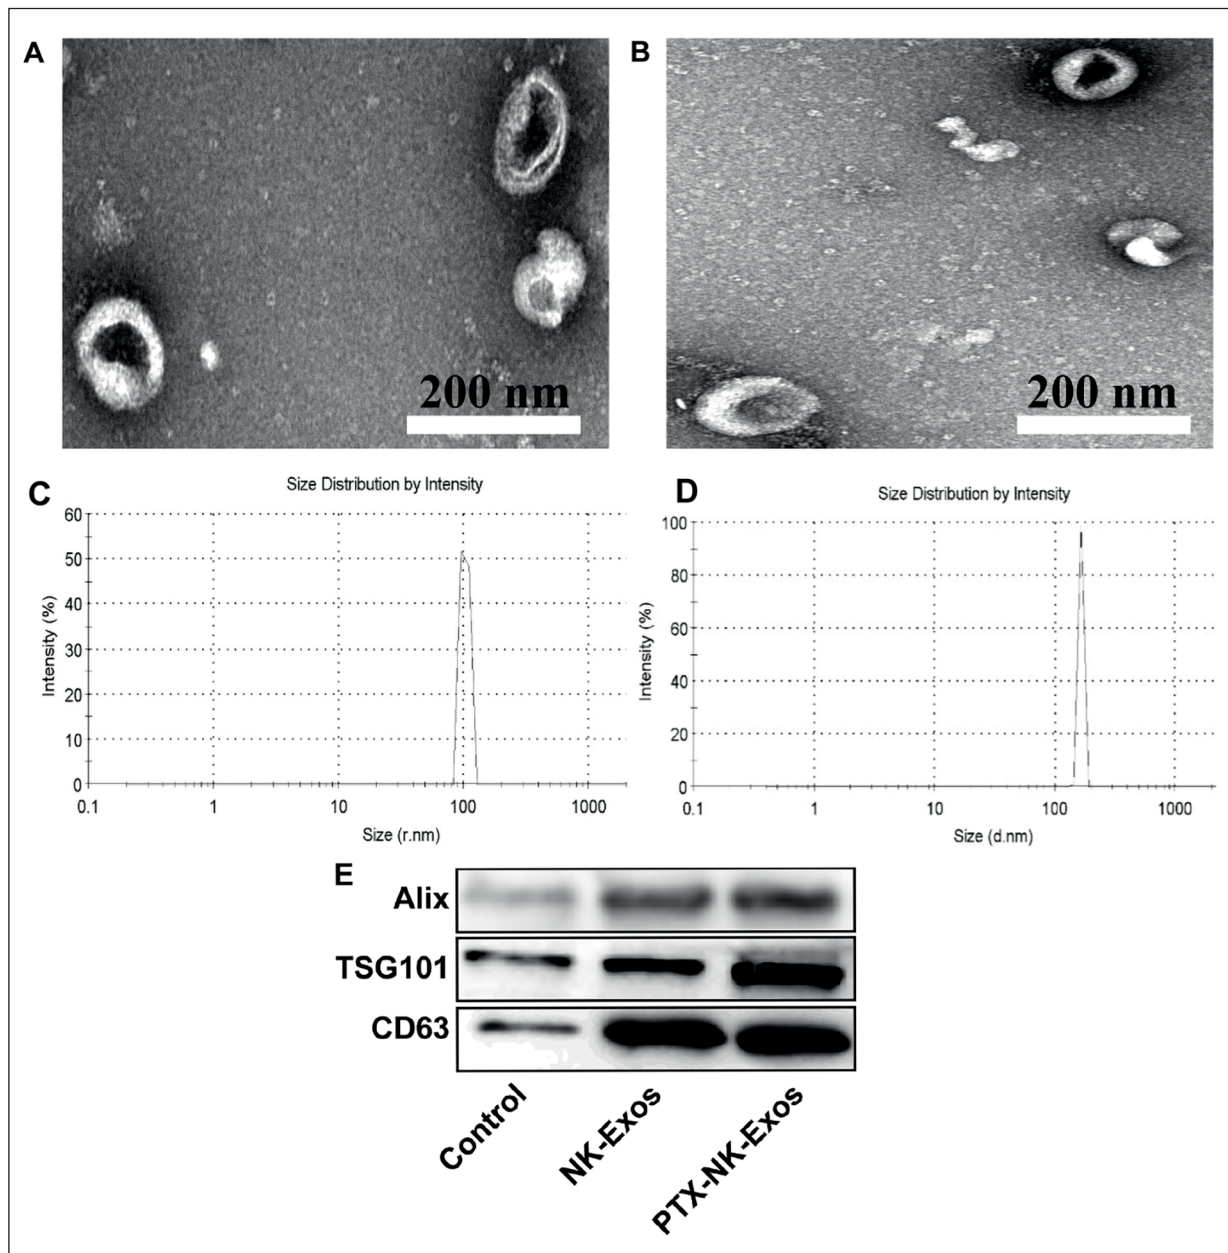 A
B
200 nm
200 nm
C
Size Distribution by Intensity
Intensity (%)
60
50
40
30
20
10
0
0.1
1
10
100
1000
Size (r.nm)
D
Size Distribution by Intensity
Intensity (%)
100
80
60
40
20
0
0.1
1
10
100
1000
Size (d.nm)
E
Alix
TSG101
CD63
Control
NK-Exos
PTX-NK-Exos